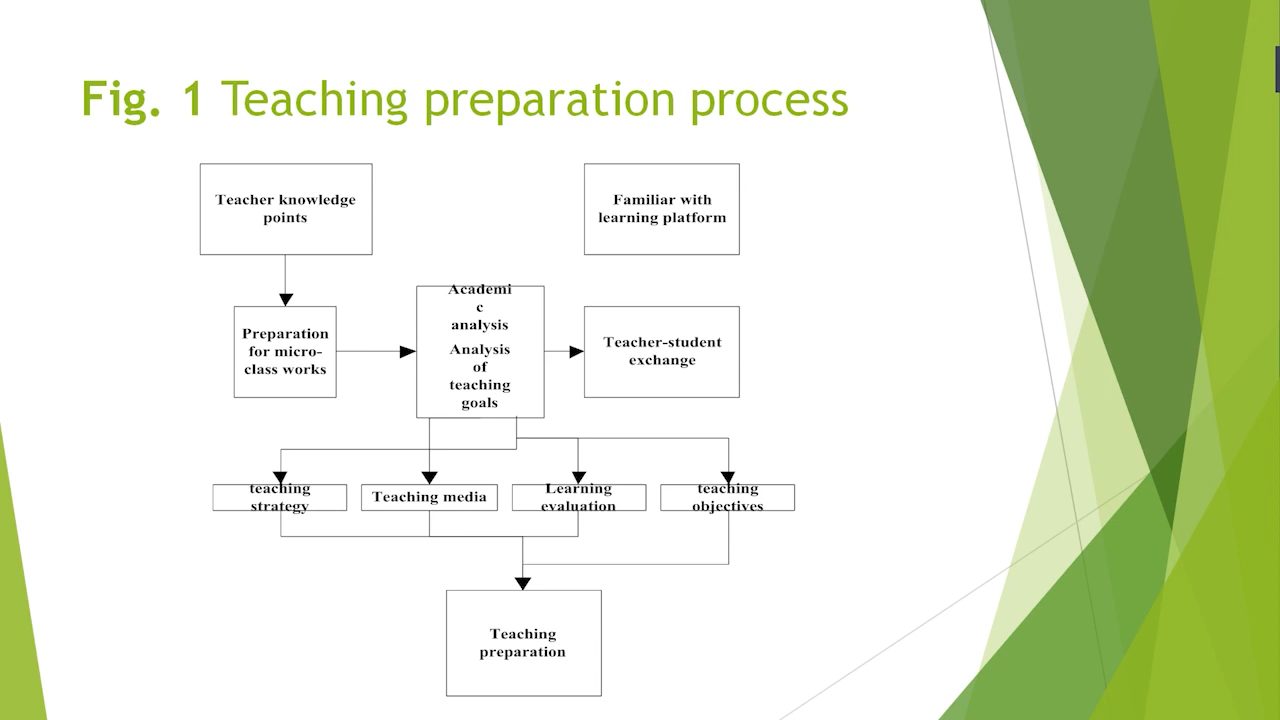 Fig. 1 Teaching preparation process
Teacher knowledge
points
Familiar with
learning platform
Preparation
for micro-
class works
Academi
c
analysis
Analysis
of
teaching
goals
Teacher-student
exchange
teaching
strategy
Teaching media
Learning
evaluation
teaching
objectives
Teaching
preparation